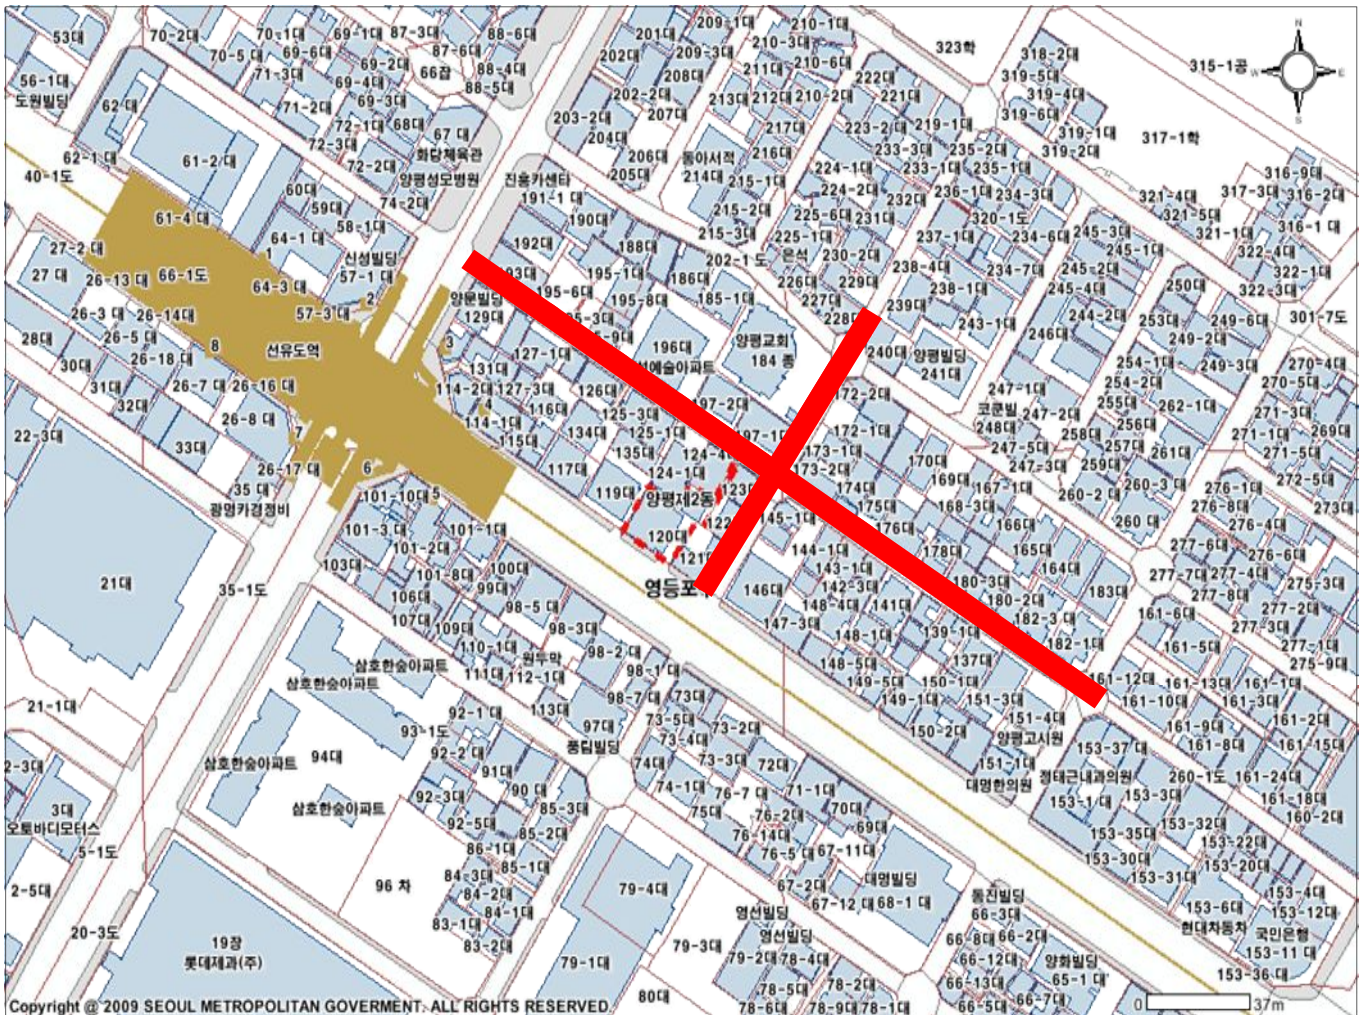 53대
70-2대
70-1대
69-1대
87-3대
88-6대
209-1대
210-1대
201대
70-5 대
69-6대
69-2대
87-6대
202대
209-3대
210-3대
323학
318-2대
56-1대
71-3대
69-4대
66잡
88-4대
208대
211대
210-6대
222대
319-5대
315-1공
도원빌딩
62대
71-2대
69-3대
88-5대
202-2대
213대
212대
210-2대
221대
319-4대
72-1대
68대
67 대
203-2대
207대
217대
223-2대
219-1대
319-6대
319-1대
317-1학
62-1 대
61-2대
72-3대
화담체육관
204대
206대
동아서적
216대
233-3대
235-2대
319-2대
40-1도
72-2대
양평성모병원
진흥카센타
205대
214대
215-1대
224-1대
233-1대
235-1대
316-9대
60대
74-2대
191-1 대
224-2대
232대
236-1대
234-3대
321-4대
317-3대
316-2대
61-4 대
59대
190대
215-2대
225-6대
231대
320-1도
321-5대
58-1대
215-3대
225-1대
237-1대
234-6대
245-3대
321-1대
316-1 대
27-2 대
64-1 대
신성빌딩
192대
188대
202-1 도
은석
230-2대
245-1대
322-4대
27 대
26-13 대
66-1도
1
57-1대
93대
195-1대
186대
226대
229대
238-4대
234-7대
245-4대
250대
322-1대
64-3 대
2
양문빌딩
195-6대
195-8대
185-1대
227대
238-1대
322-3대
26-3 대
26-14대
57-3 대
129대
228대
239대
243-1대
244-2대
253대
249-6대
301-7도
28대
26-5 대
8
선유도역
3
196대
양평교회
184 종
240대
양평빌딩
241대
246대
249-2대
30대
26-18 대
131대
127-1대
254-1대
249-3대
270-4대
31대
26-7 대
26-16 대
114-2대
127-3대
126대
172-2대
247-1대
254-2대
270-5대
32대
26-8 대
4
116대
125-3대
197-2대
코쿤빌
247-2대
255대
262-1대
271-3대
22-3대
7
114-1대
134대
125-1대
172-1대
248대
258대
256대
271-1대
269대
33대
115대
135대
173-1대
247-5대
257대
261대
271-5대
26-17 대
6
117대
124-1대
173-2대
170대
247-3대
259대
272-5대
35 대
101-10대
5
119대
양평제2동
174대
169대
167-1대
260-2대
276-1대
광명카정정비
175대
168-3대
276-8대
273대
101-3 대
101-1대
120대
145-1대
176대
166대
260 대
276-4대
101-2대
144-1대
178대
165대
277-6대
276-6대
21대
103대
100대
143-1대
164대
277-7대
275-3대
35-1도
101-8대
99대
146대
142-3대
180-3대
183대
277-8대
106대
98-5 대
148-4대
141대
180-2대
161-6대
277-2대
107대
109대
98-3대
147-3대
182-3 대
277-3대
110-1대
98-2 대
148-1대
139-1대
182-1대
161-5대
275-9대
삼호한숲아파트
원두막
98-1대
148-5대
137대
삼호한숲아파트
111대
112-1대
149-5대
150-1대
161-12대
161-13대
161-1대
21-1대
92-1대
98-7대
73대
149-1대
151-3대
161-10대
161-3대
113대
97대
73-5대
73-2대
151-4대
161-9대
161-2대
93-1도
풍림빌딩
73-4대
150-2대
양평고시원
153-37 대
161-8대
161-15대
2-3대
삼호한숲아파트
94대
92-2 대
91대
74대
73-3대
72대
151-1대
정태근내과의원
260-1도
161-24대
3대
92-3대
90 대
85-3대
74-1대
76-7 대
71-1대
대명한의원
153-1대
153-3대
161-18대
오토바디모터스
삼호한숲아파트
92-5대
75대
76-2대
70대
153-32대
160-2대
5-1도
85-2대
76-14대
69대
153-35대
153-22대
86-1대
85-1대
76-5 대
67-11대
153-30대
153-20대
2-5대
96 차
84-3대
79-4대
67-2대
대명빌딩
153-31대
153-4대
84-2대
67-12 대
68-1 대
동진빌딩
153-6대
153-12대
20-3도
83-1대
84-1대
영선빌딩
66-3대
현대차동차
국민은행
19장
83-2대
영선빌딩
66-8대
66-2대
153-11 대
롯데제과(주)
79-1대
79-3대
79-2대
78-4대
66-12대
양화빌딩
153-36 대
78-5대
78-2대
66-13대
65-1 대
80대
78-6대
78-9대
78-1대
66-7대
66-5대
Copyright @ 2009 SEOUL METROPOLITAN GOVERMENT. ALL RIGHTS RESERVED.
0
37m
N
W
E
S